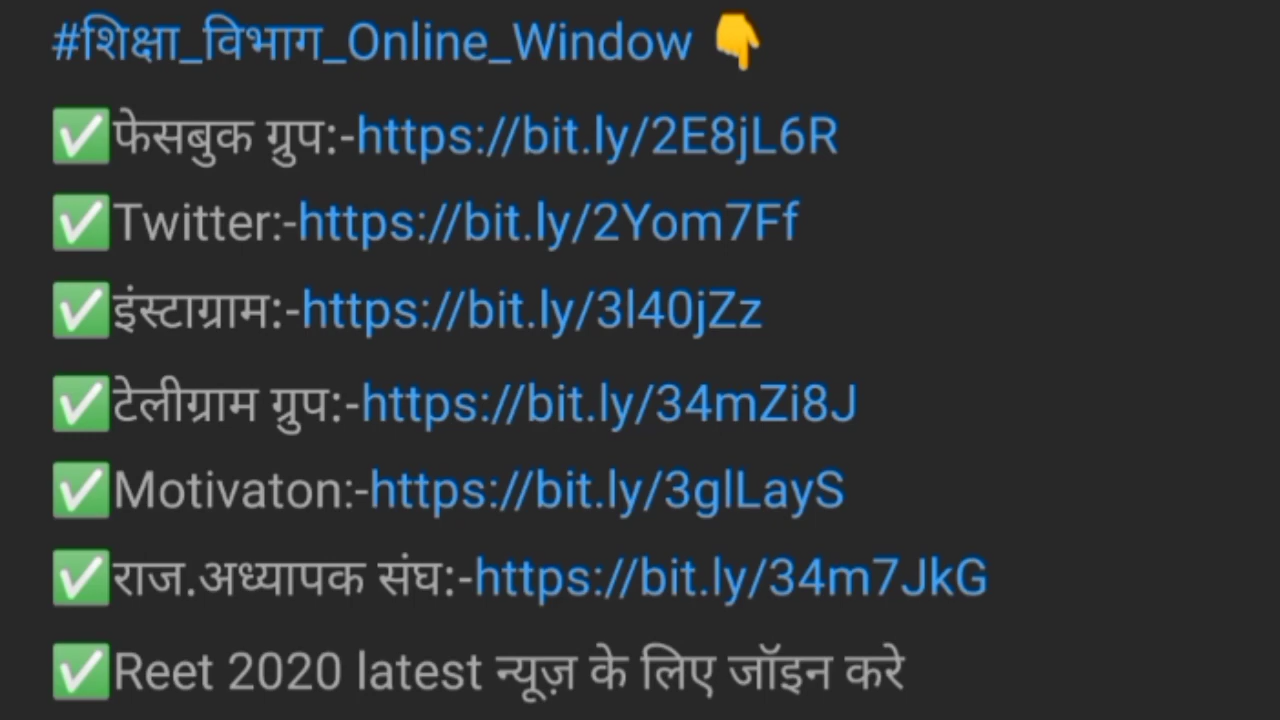 #शिक्षा_विभाग_Online_Window 👇
✅फेसबुक ग्रुप:-https://bit.ly/2E8jL6R
✅Twitter:-https://bit.ly/2Yom7Ff
✅इंस्टाग्राम:-https://bit.ly/3l40jZz
✅टेलीग्राम ग्रुप:-https://bit.ly/34mZi8J
✅Motivaton:-https://bit.ly/3glLayS
✅राज.अध्यापक संघ:-https://bit.ly/34m7JkG
✅Reet 2020 latest न्यूज़ के लिए जॉइन करे